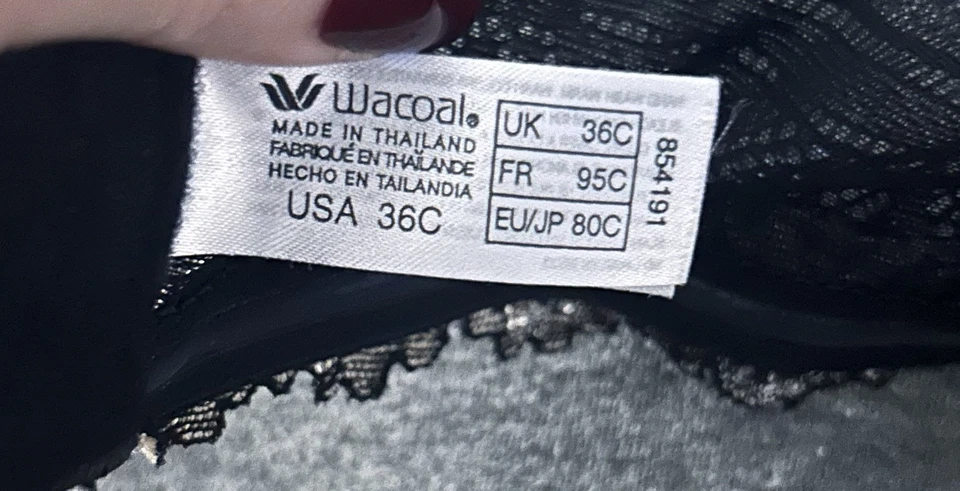 Wacoal®
MADE IN THAILAND
FABRIQUÉ EN THAÏLANDE
HECHO EN TAILANDIA
USA 36C
UK 36C
FR 95C
EU/JP 80C
854191